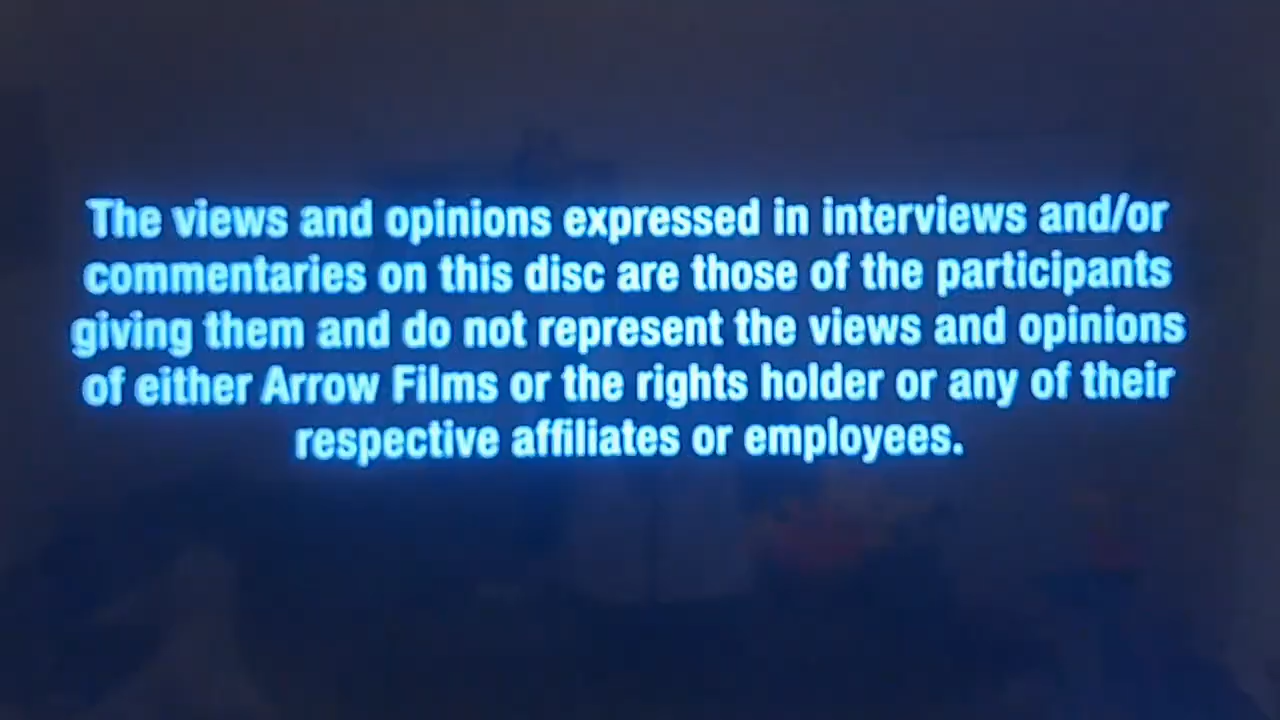 The views and opinions expressed in interviews and/or
commentaries on this disc are those of the participants
giving them and do not represent the views and opinions
of either Arrow Films or the rights holder or any of their
respective affiliates or employees.